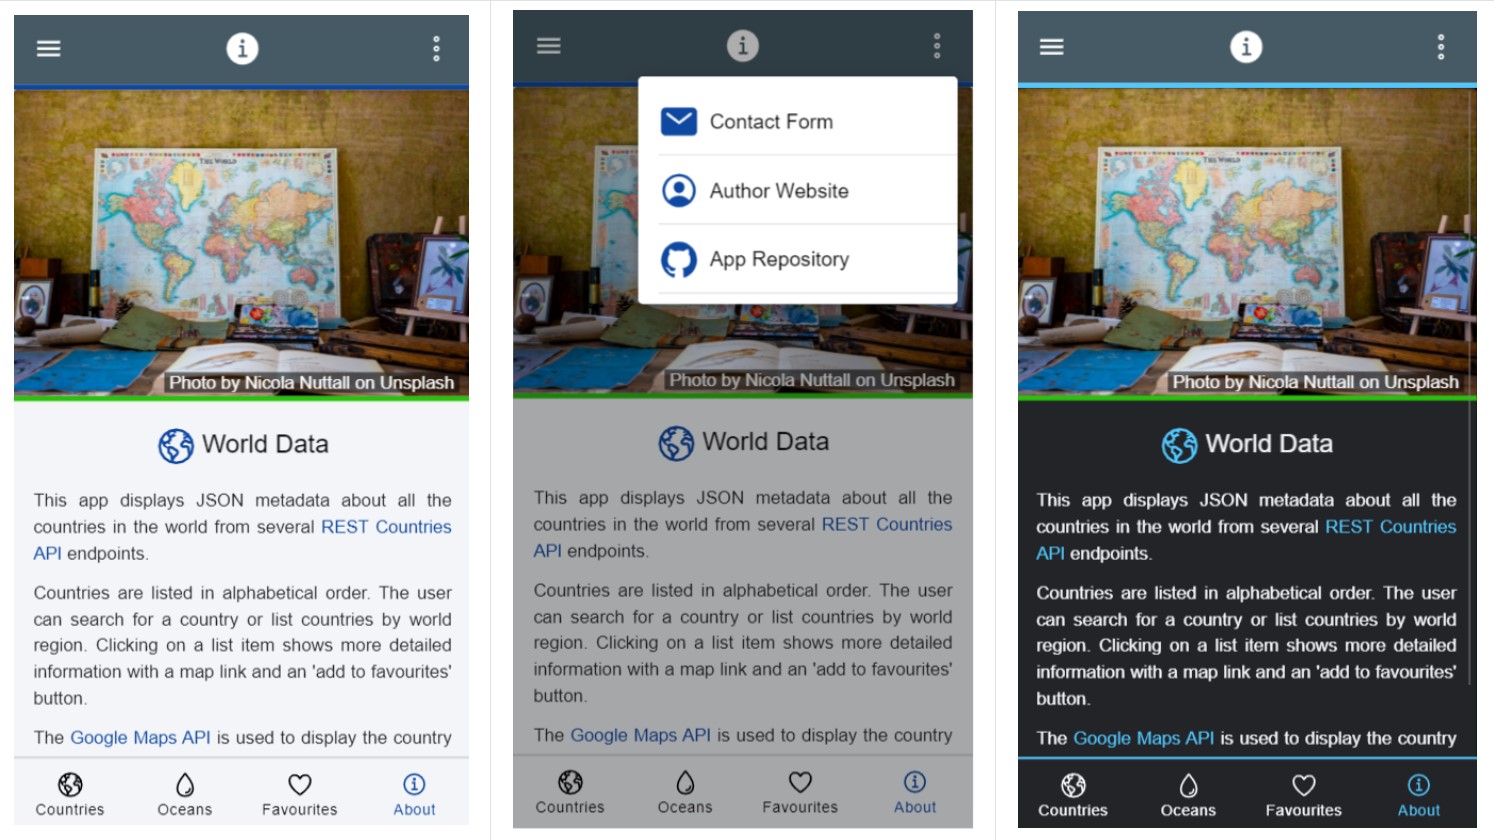 THE WORLD
Photo by Nicola Nuttall on Unsplash
World Data
This app displays JSON metadata about all the
countries in the world from several REST Countries
API endpoints.
Countries are listed in alphabetical order. The user
can search for a country or list countries by world
region. Clicking on a list item shows more detailed
information with a map link and an 'add to favourites'
button.
The Google Maps API is used to display the country
Countries
Oceans
Favourites
About
Contact Form
Author Website
App Repository
Photo by Nicola Nuttall on Unsplash
World Data
This app displays JSON metadata about all the
countries in the world from several REST Countries
API endpoints.
Countries are listed in alphabetical order. The user
can search for a country or list countries by world
region. Clicking on a list item shows more detailed
information with a map link and an 'add to favourites'
button.
The Google Maps API is used to display the country
Countries
Oceans
Favourites
About
THE WORLD
Photo by Nicola Nuttall on Unsplash
World Data
This app displays JSON metadata about all the
countries in the world from several REST Countries
API endpoints.
Countries are listed in alphabetical order. The user
can search for a country or list countries by world
region. Clicking on a list item shows more detailed
information with a map link and an 'add to favourites'
button.
The Google Maps API is used to display the country
Countries
Oceans
Favourites
About